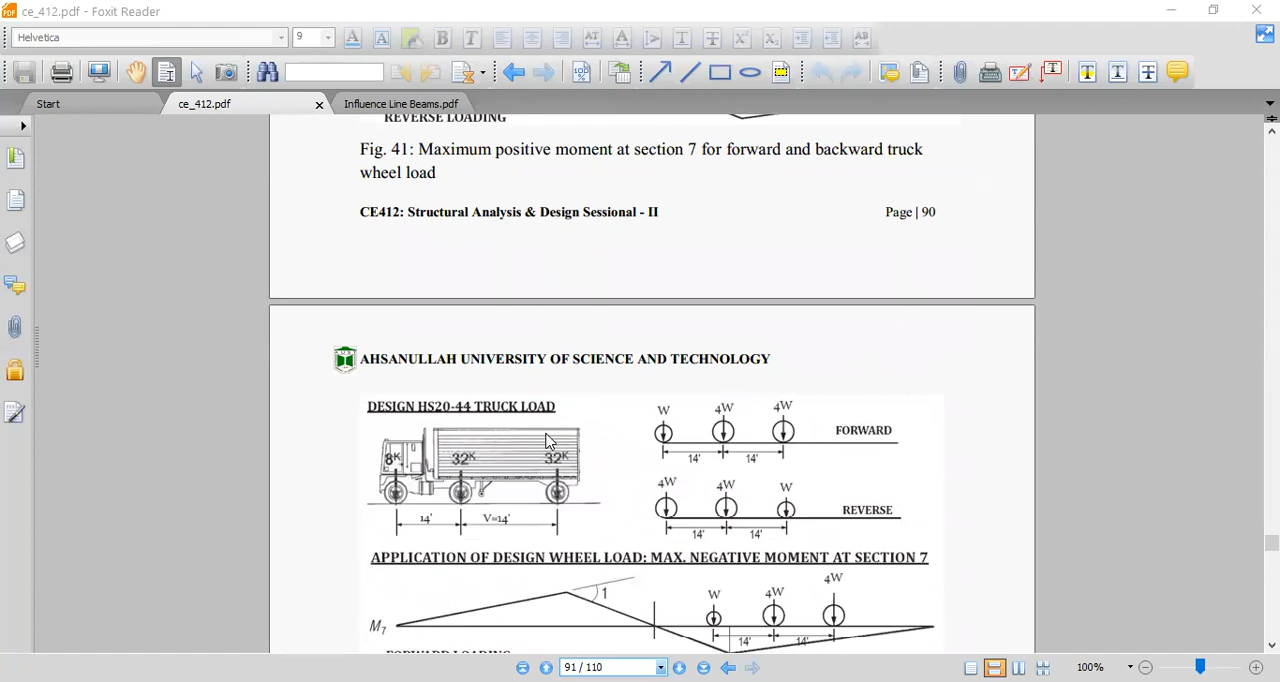 ce_412.pdf - Foxit Reader
Helvetica
9
Start
ce_412.pdf
Influence Line Beams.pdf
REVERSE LOADING
Fig. 41: Maximum positive moment at section 7 for forward and backward truck
wheel load
CE412: Structural Analysis & Design Sessional - II
Page | 90
AHSANULLAH UNIVERSITY OF SCIENCE AND TECHNOLOGY
DESIGN HS20-44 TRUCK LOAD
W 4W 4W
FORWARD
14' 14'
8K 32K 32K
4W 4W W
REVERSE
14' V=14'
14' 14'
APPLICATION OF DESIGN WHEEL LOAD: MAX. NEGATIVE MOMENT AT SECTION 7
4W
W 4W
1
M7
14' 14'
FORWARD LOADING
91 / 110
100%